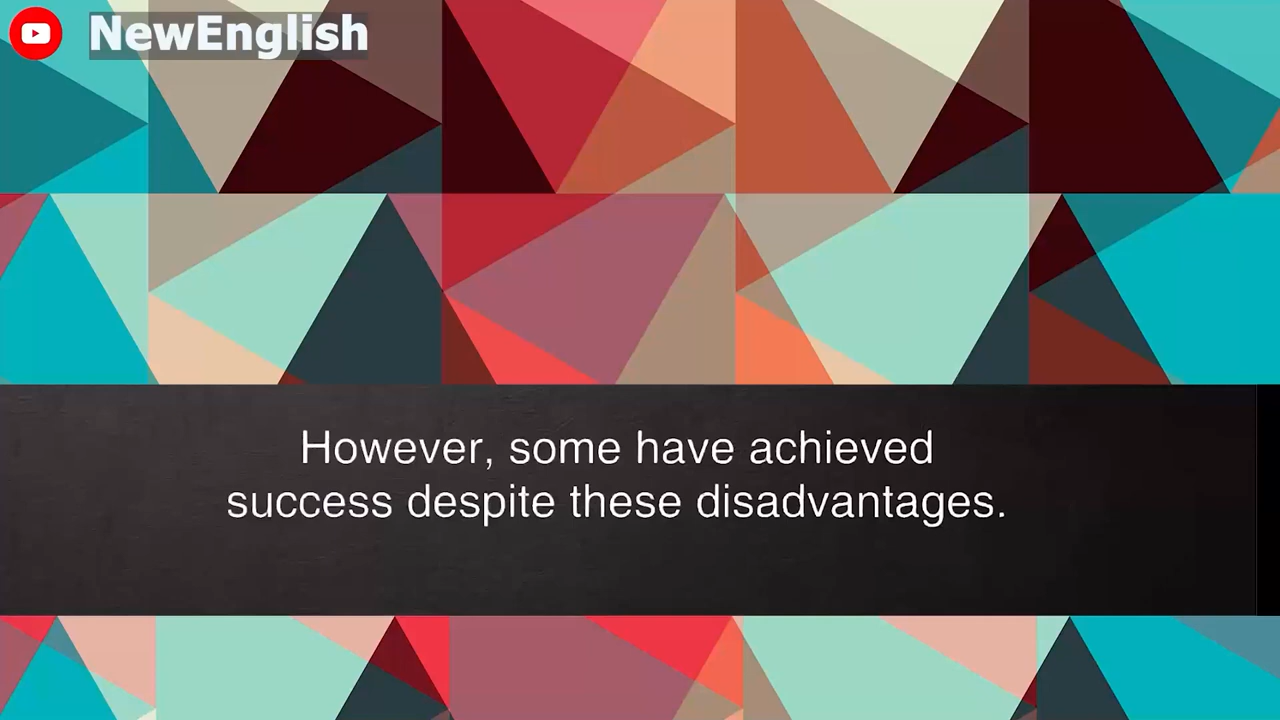 NewEnglish
However, some have achieved
success despite these disadvantages.